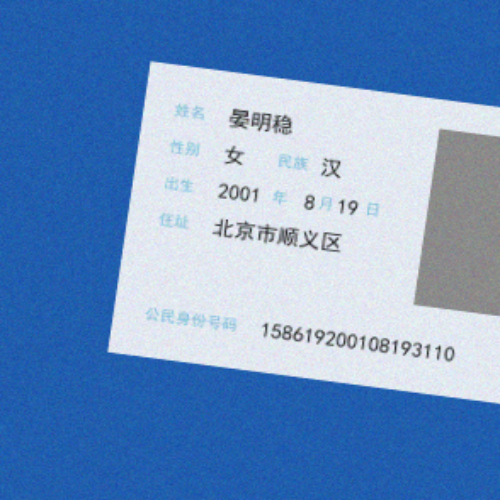 姓名 晏明稳
性别 女 民族 汉
出生 2001 年 8 月 19 日
住址 北京市顺义区
公民身份号码 158619200108193110